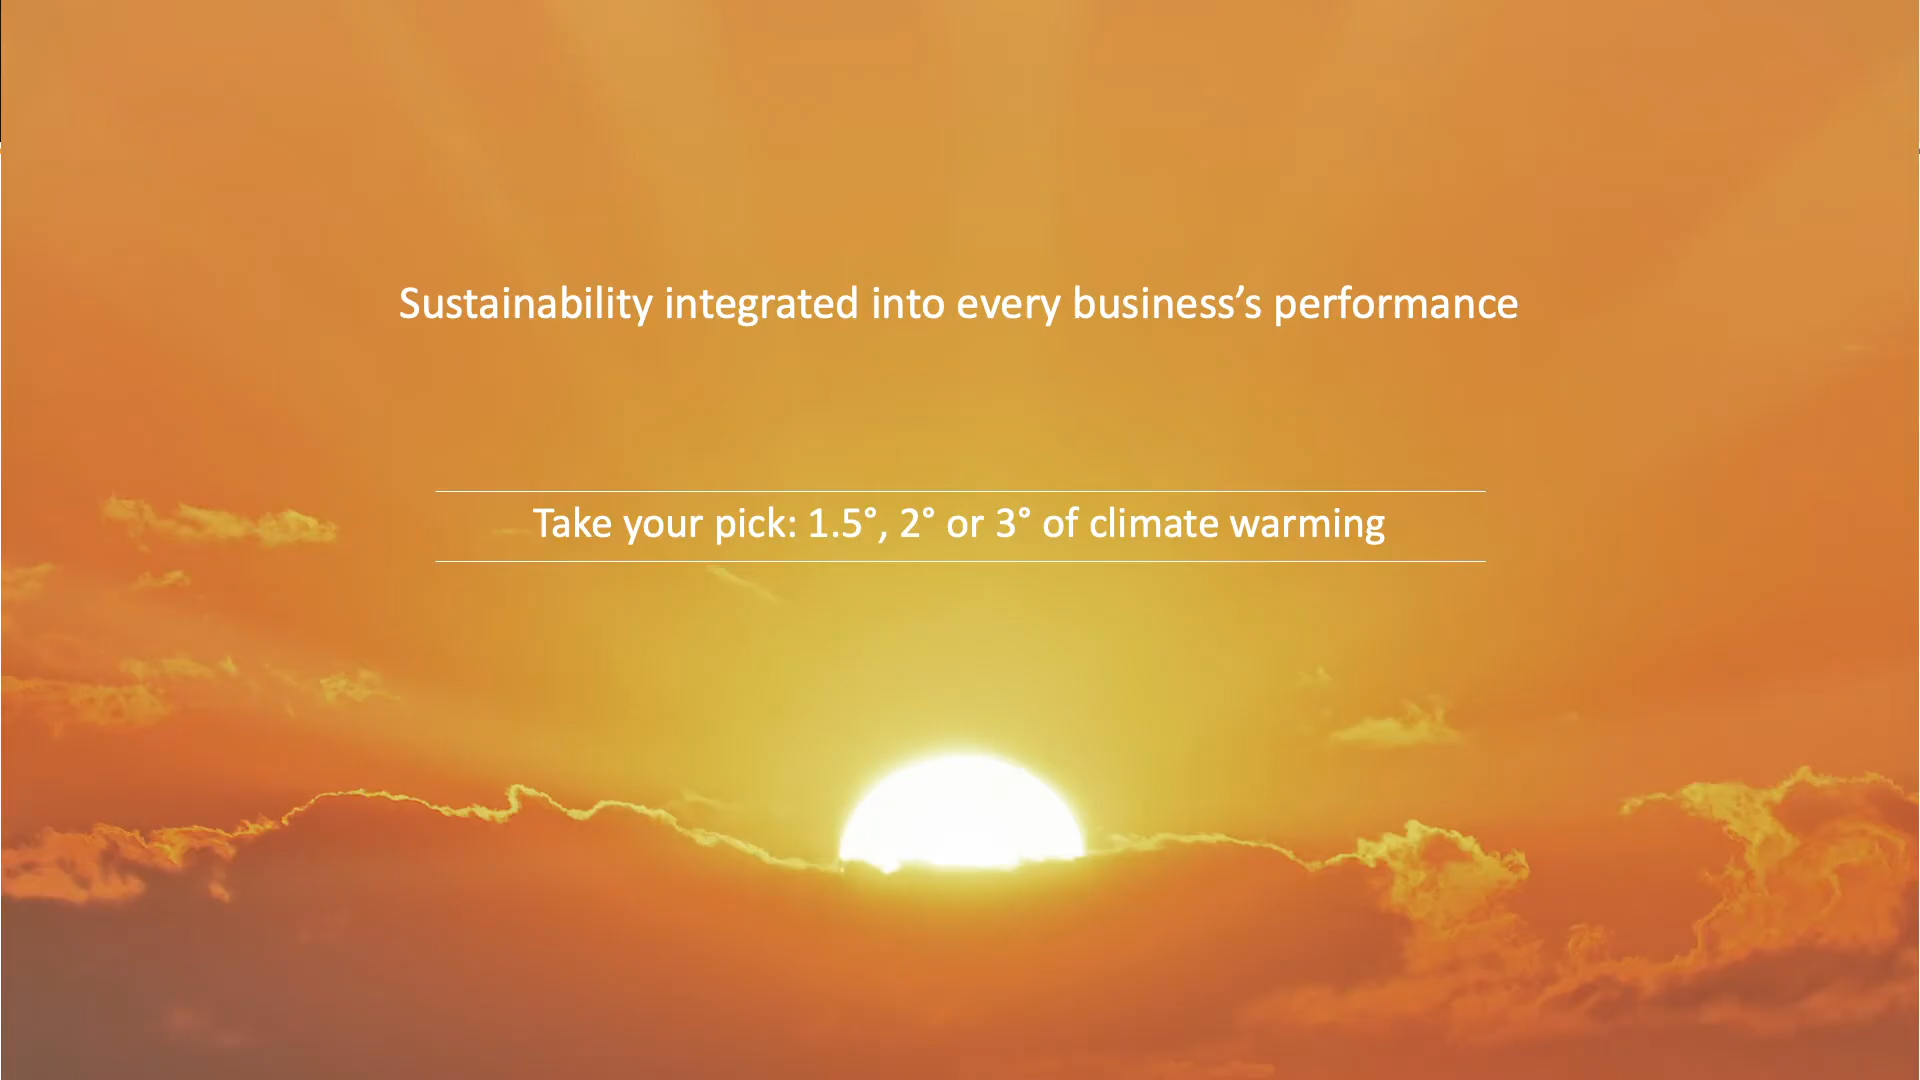 Sustainability integrated into every business’s performance
Take your pick: 1.5°, 2° or 3° of climate warming